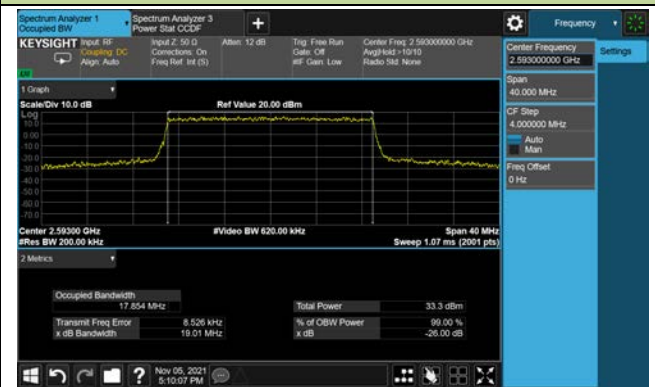 Spectrum Analyzer 1
Occupied BW
Spectrum Analyzer 3
Power Stat CCDF
+
Frequency
KEYSIGHT
Input: RF
Coupling: DC
Align: Auto
Input Z: 50 Ω
Corrections: On
Freq Ref: Int (S)
Atten: 12 dB
Trig: Free Run
Gate: Off
#IF Gain: Low
Center Freq: 2.593000000 GHz
Avg|Hold:>10/10
Radio Std: None
Center Frequency
2.593000000 GHz
Settings
Span
40.000 MHz
CF Step
4.000000 MHz
Auto
Man
Freq Offset
0 Hz
1 Graph
Scale/Div 10.0 dB
Ref Value 20.00 dBm
Log
10.0
0.00
-10.0
-20.0
-30.0
-40.0
-50.0
-60.0
-70.0
Center 2.59300 GHz
#Video BW 620.00 kHz
Span 40 MHz
#Res BW 200.00 kHz
Sweep 1.07 ms (2001 pts)
2 Metrics
Occupied Bandwidth
17.854 MHz
Total Power
33.3 dBm
Transmit Freq Error
8.526 kHz
% of OBW Power
99.00 %
x dB Bandwidth
19.01 MHz
x dB
-26.00 dB
?
Nov 05, 2021
5:10:07 PM